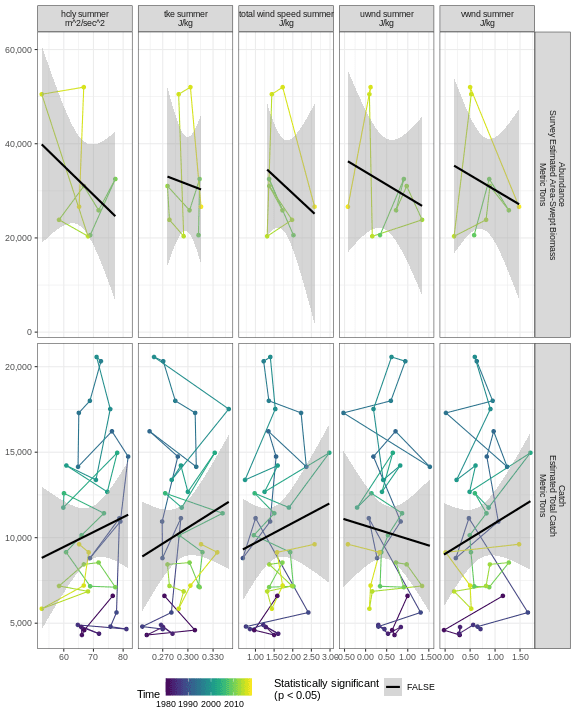 hdy summer
m^2/sec^2
tke summer
J/kg
total wind speed summer
J/kg
uwnd summer
J/kg
vwnd summer
J/kg
60,000
40,000
20,000
0
Abundance
Survey Estimated Area-Swept Biomass
Metric Tons
20,000
15,000
10,000
5,000
Catch
Estimated Total Catch
Metric Tons
60 70 80
0.270 0.300 0.330
1.00 1.50 2.00 2.50 3.00
0.50 0.00 0.50 1.00 1.50
0.00 0.50 1.00 1.50
Time
1980 1990 2000 2010
Statistically significant
(p < 0.05)
FALSE